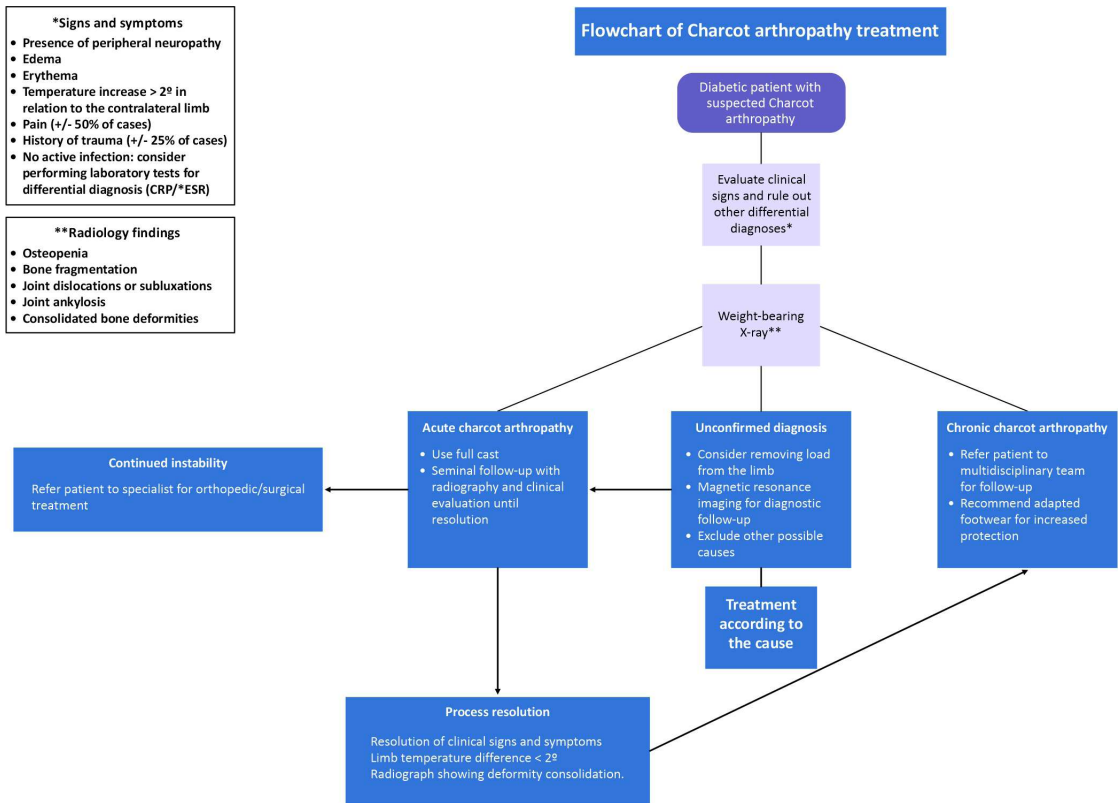 *Signs and symptoms
• Presence of peripheral neuropathy
• Edema
• Erythema
• Temperature increase > 2º in
relation to the contralateral limb
• Pain (+/- 50% of cases)
• History of trauma (+/- 25% of cases)
• No active infection: consider
performing laboratory tests for
differential diagnosis (CRP/*ESR)
**Radiology findings
• Osteopenia
• Bone fragmentation
• Joint dislocations or subluxations
• Joint ankylosis
• Consolidated bone deformities
Flowchart of Charcot arthropathy treatment
Diabetic patient with
suspected Charcot
arthropathy
Evaluate clinical
signs and rule out
other differential
diagnoses*
Weight-bearing
X-ray**
Continued instability
Refer patient to specialist for orthopedic/surgical
treatment
Acute charcot arthropathy
• Use full cast
• Seminal follow-up with
radiography and clinical
evaluation until
resolution
Unconfirmed diagnosis
• Consider removing load
from the limb
• Magnetic resonance
imaging for diagnostic
follow-up
• Exclude other possible
causes
Chronic charcot arthropathy
• Refer patient to
multidisciplinary team
for follow-up
• Recommend adapted
footwear for increased
protection
Treatment
according to
the cause
Process resolution
Resolution of clinical signs and symptoms
Limb temperature difference < 2º
Radiograph showing deformity consolidation.